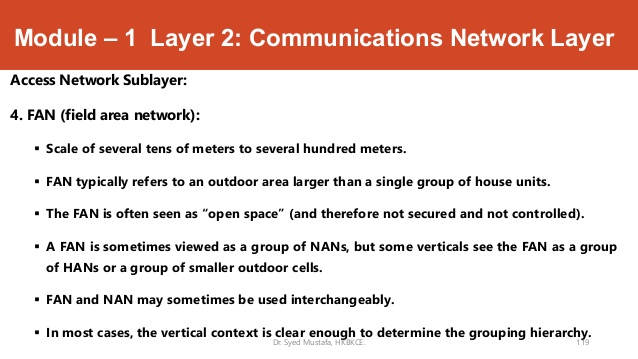 Module – 1 Layer 2: Communications Network Layer
Access Network Sublayer:
4. FAN (field area network):
▪ Scale of several tens of meters to several hundred meters.
▪ FAN typically refers to an outdoor area larger than a single group of house units.
▪ The FAN is often seen as “open space” (and therefore not secured and not controlled).
▪ A FAN is sometimes viewed as a group of NANs, but some verticals see the FAN as a group
of HANs or a group of smaller outdoor cells.
▪ FAN and NAN may sometimes be used interchangeably.
▪ In most cases, the vertical context is clear enough to determine the grouping hierarchy.
Dr. Syed Mustafa, HKBKCE. 119